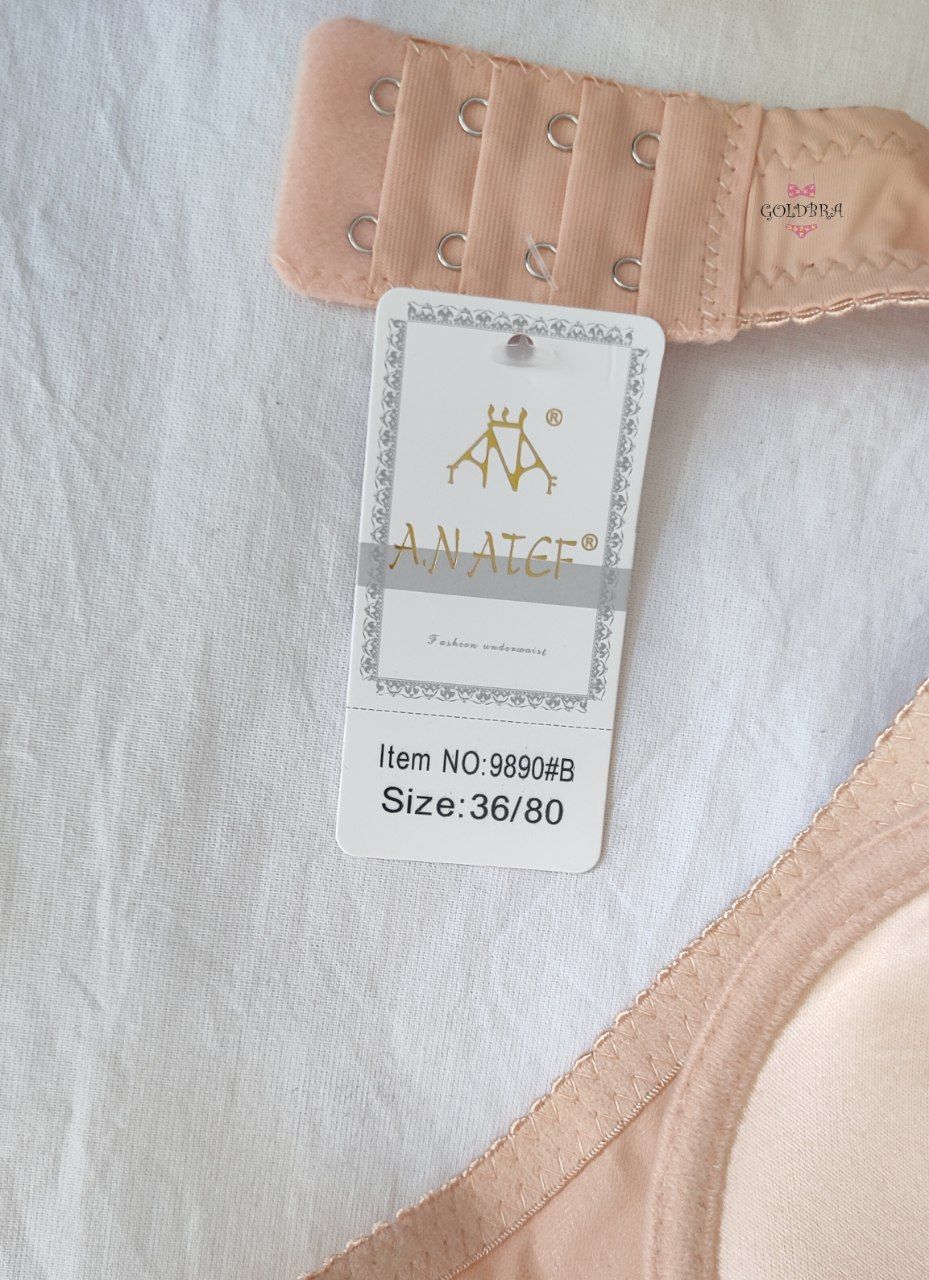 GOLDBRA
®
A.N ATEF®
Fashion underwaist
Item NO:9890#B
Size:36/80